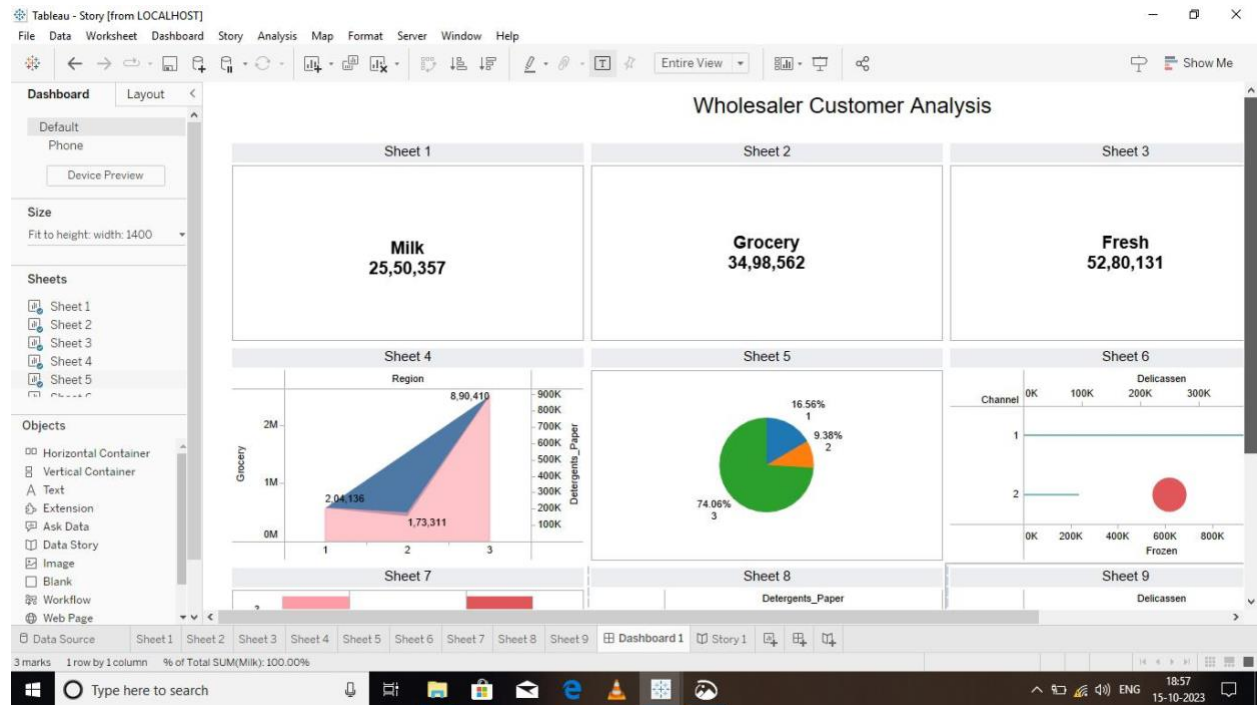 Tableau - Story [from LOCALHOST]
File Data Worksheet Dashboard Story Analysis Map Format Server Window Help
Entire View
Show Me
Dashboard Layout
Default
Phone
Device Preview
Size
Fit to height: width: 1400
Sheets
Sheet 1
Sheet 2
Sheet 3
Sheet 4
Sheet 5
Objects
Horizontal Container
Vertical Container
A Text
Extension
Ask Data
Data Story
Image
Blank
Workflow
Web Page
Wholesaler Customer Analysis
Sheet 1 Sheet 2 Sheet 3
Milk
25,50,357
Grocery
34,98,562
Fresh
52,80,131
Sheet 4
Region
8,90,410
2,04,136
1,73,311
Grocery
2M
1M
0M
900K
800K
700K
600K
500K
400K
300K
200K
100K
Detergents_Paper
1 2 3
Sheet 5
16.56%
1
9.38%
2
74.06%
3
Sheet 6
Delicassen
Channel 0K 100K 200K 300K
1
2
0K 200K 400K 600K 800K
Frozen
Sheet 7
Sheet 8
Detergents_Paper
Sheet 9
Delicassen
Data Source Sheet 1 Sheet 2 Sheet 3 Sheet 4 Sheet 5 Sheet 6 Sheet 7 Sheet 8 Sheet 9 Dashboard 1 Story 1
3 marks 1 row by 1 column % of Total SUM(Milk): 100.00%
Type here to search
ENG
18:57
15-10-2023